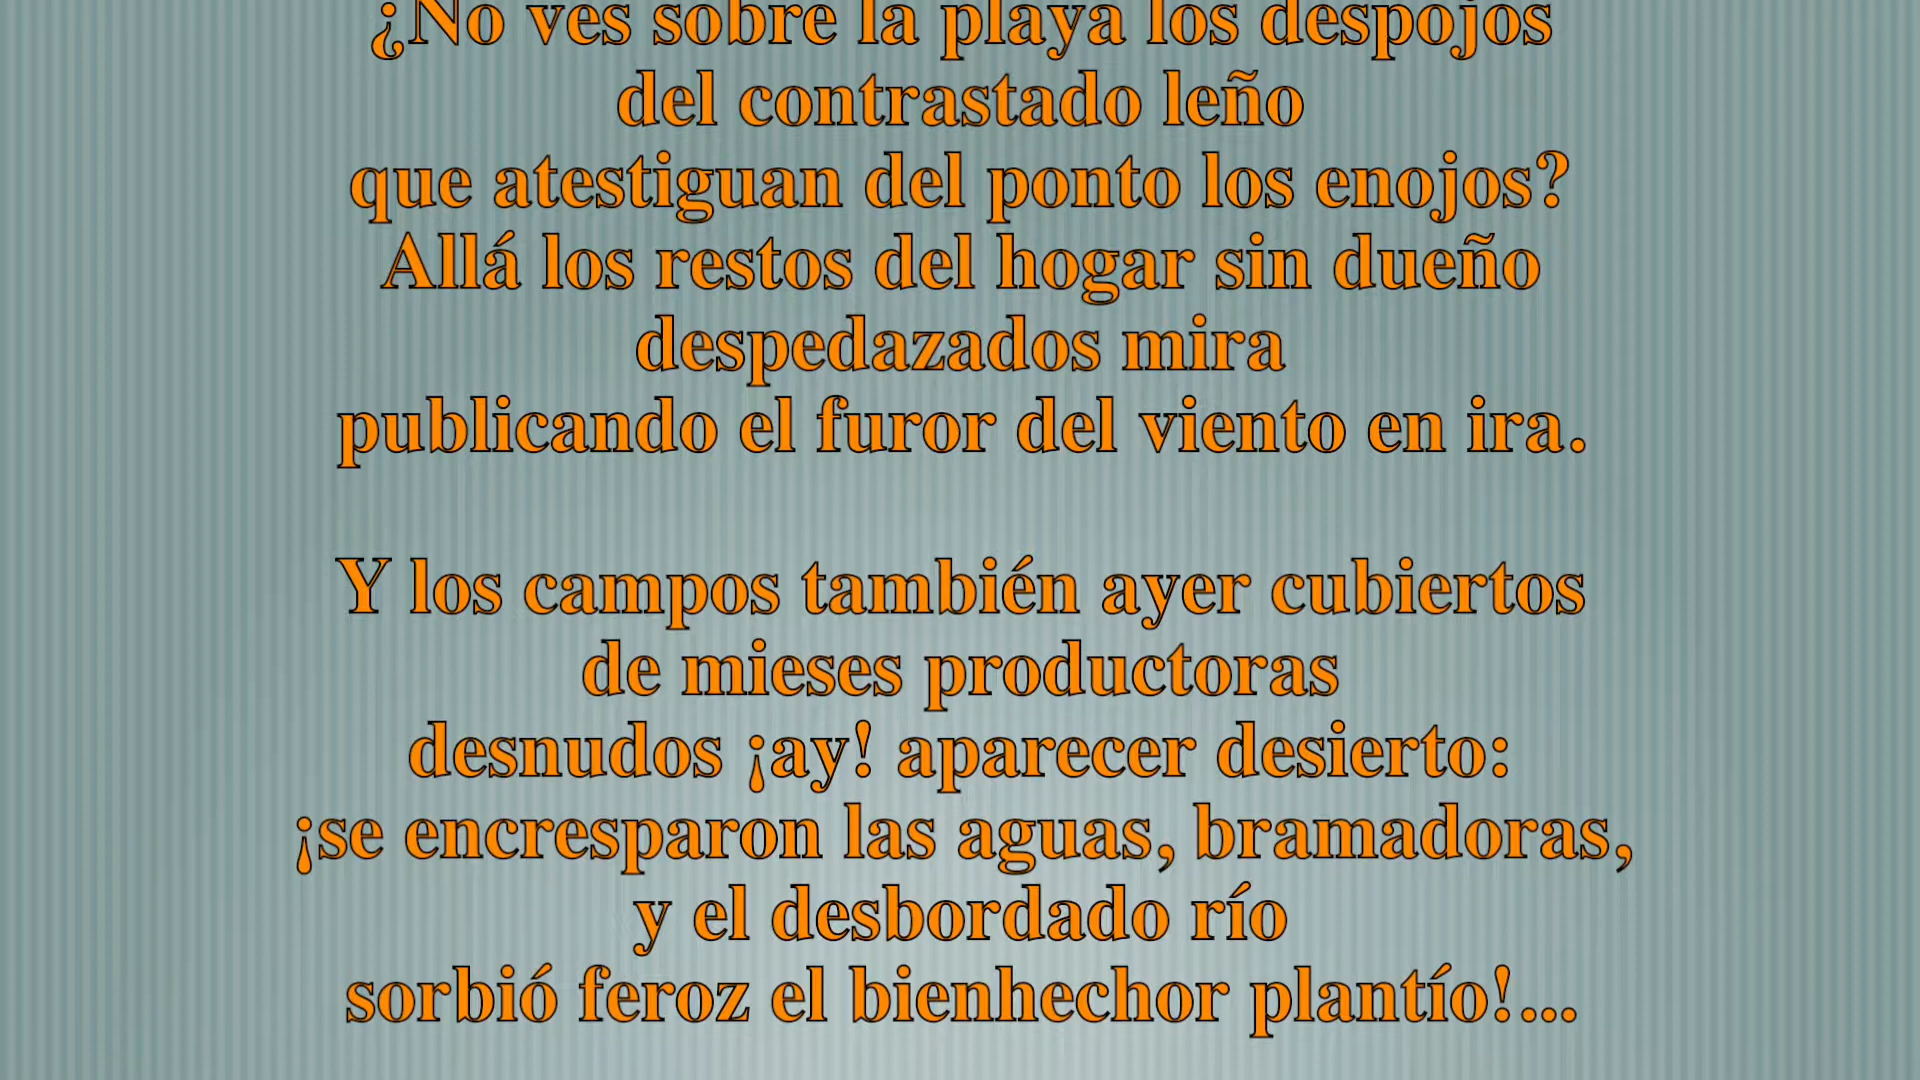 ¿No ves sobre la playa los despojos
del contrastado leño
que atestiguan del ponto los enojos?
Allá los restos del hogar sin dueño
despedazados mira
publicando el furor del viento en ira.
Y los campos también ayer cubiertos
de mieses productoras
desnudos ¡ay! aparecer desierto:
¡se encresparon las aguas, bramadoras,
y el desbordado río
sorbió feroz el bienhechor plantío!...